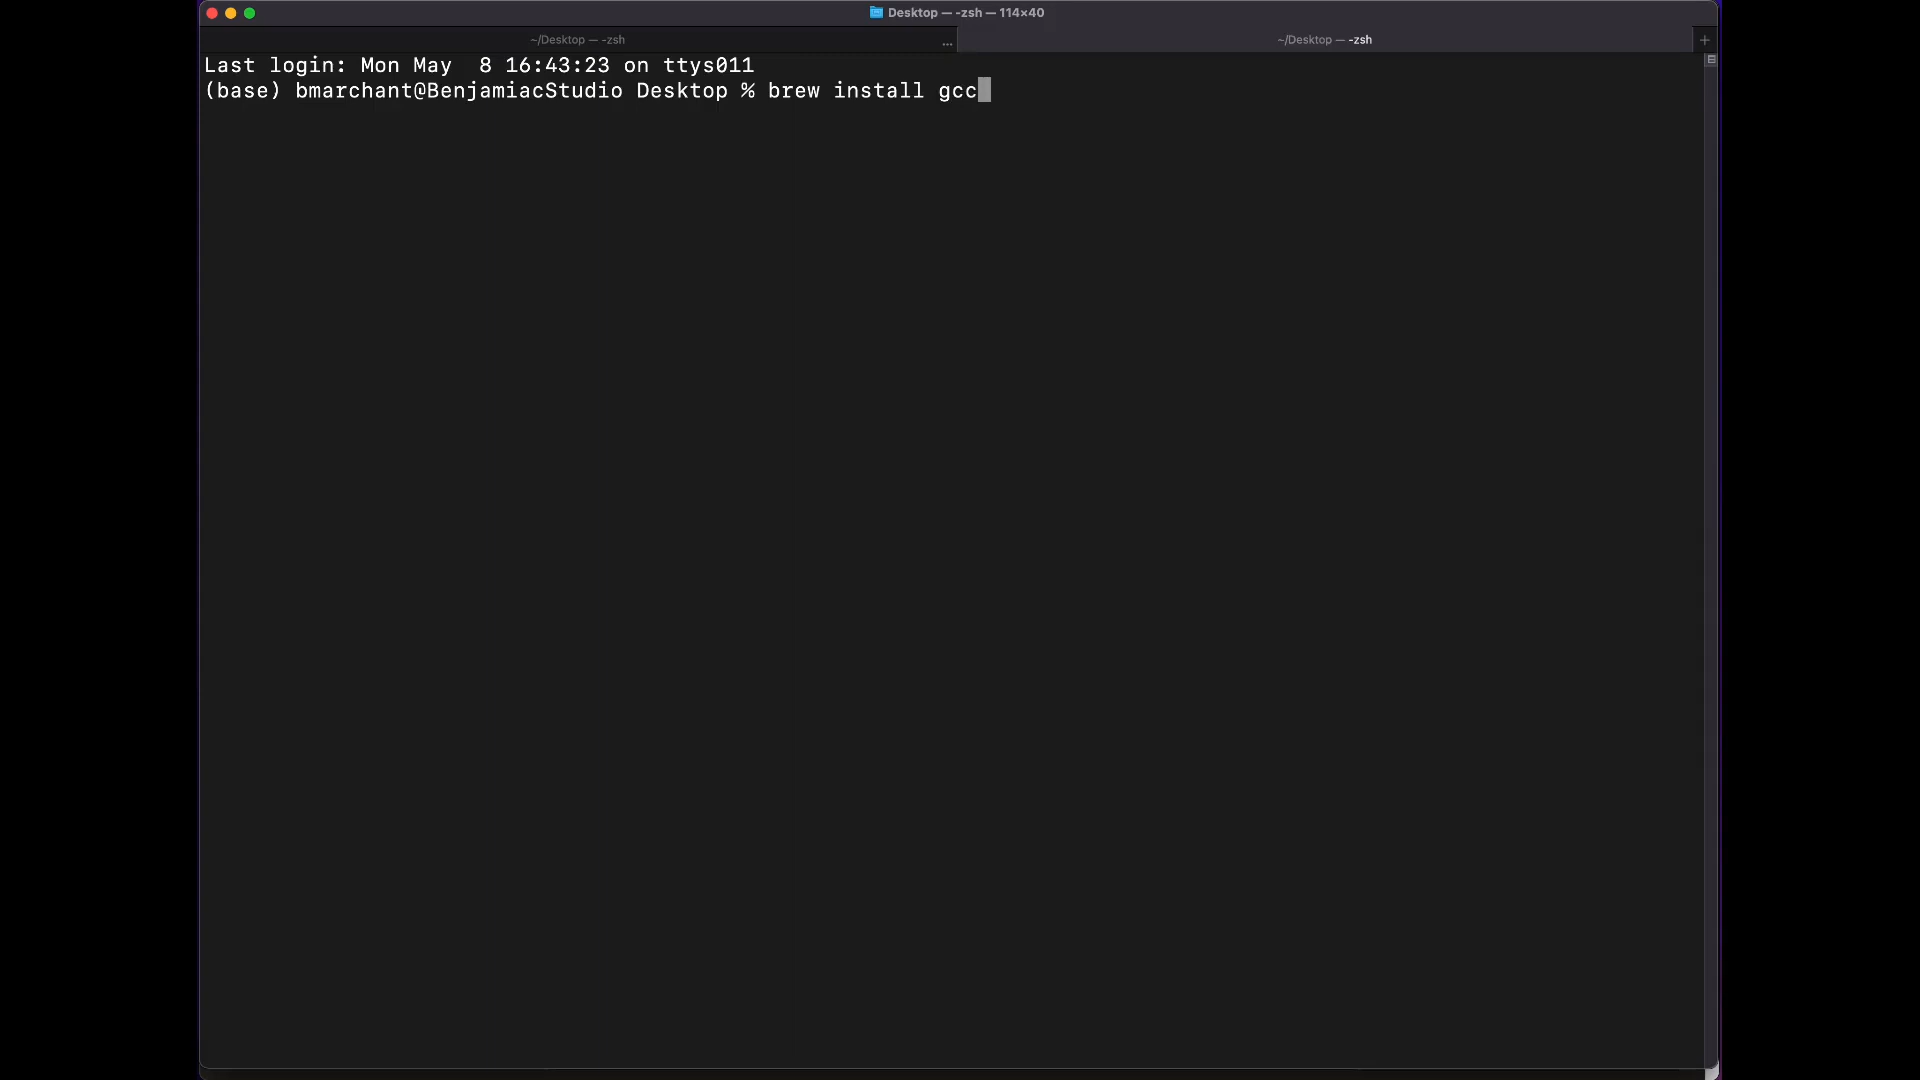 Desktop — -zsh — 114×40
~/Desktop — -zsh ... ~/Desktop — -zsh +
Last login: Mon May  8 16:43:23 on ttys011
(base) bmarchant@BenjamiacStudio Desktop % brew install gcc